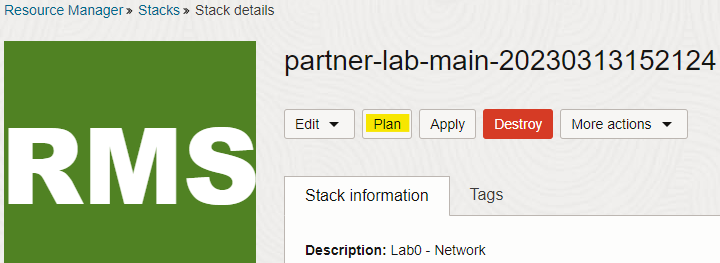 Resource Manager » Stacks » Stack details
RMS
partner-lab-main-20230313152124
Edit Plan Apply Destroy More actions
Stack information Tags
Description: Lab0 - Network